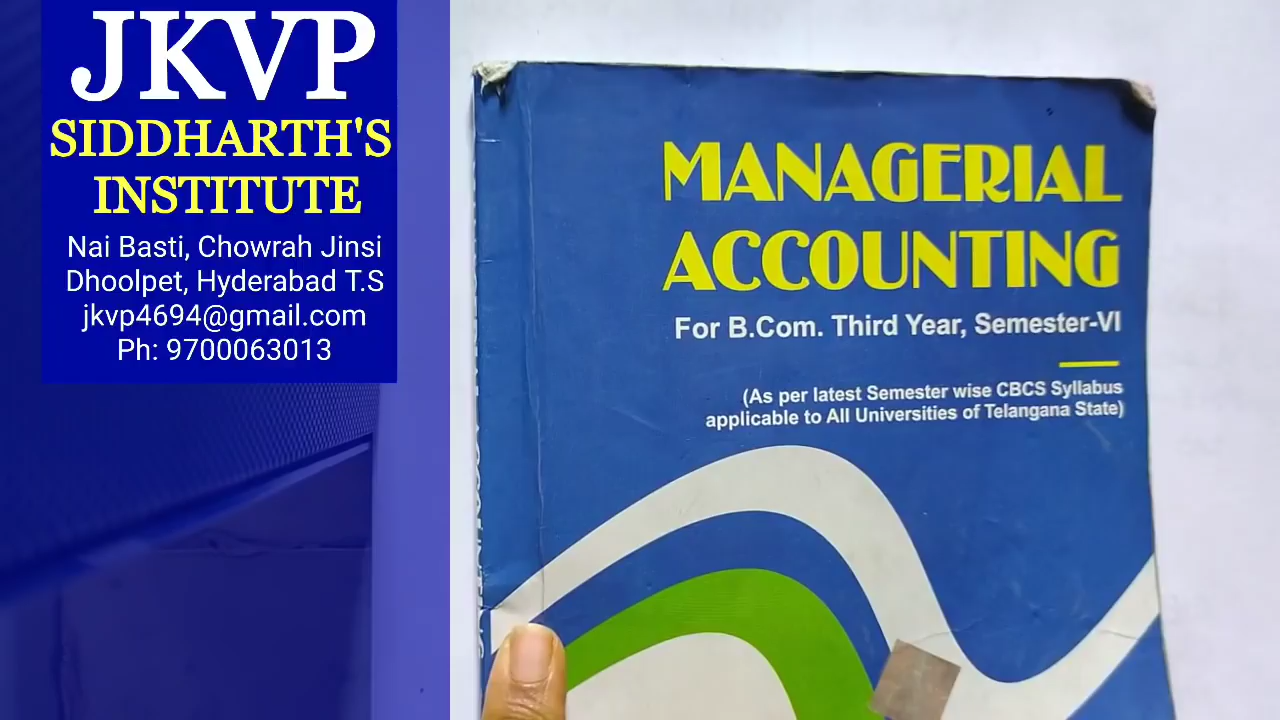 JKVP
SIDDHARTH'S
INSTITUTE
Nai Basti, Chowrah Jinsi
Dhoolpet, Hyderabad T.S
jkvp4694@gmail.com
Ph: 9700063013
MANAGERIAL
ACCOUNTING
For B.Com. Third Year, Semester-VI
(As per latest Semester wise CBCS Syllabus
applicable to All Universities of Telangana State)